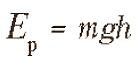 Eₚ = mgh